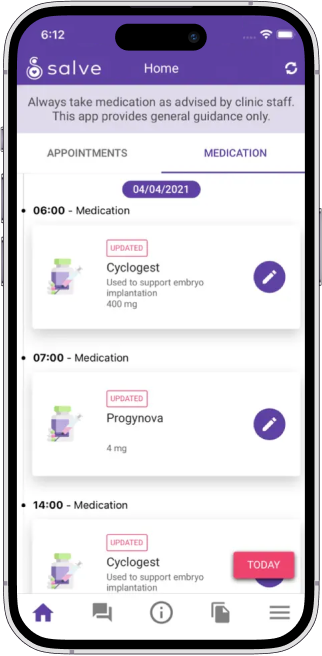 6:12
salve
Home
Always take medication as advised by clinic staff.
This app provides general guidance only.
APPOINTMENTS
MEDICATION
04/04/2021
06:00 - Medication
UPDATED
Cyclogest
Used to support embryo
implantation
400 mg
07:00 - Medication
UPDATED
Progynova
4 mg
14:00 - Medication
UPDATED
Cyclogest
Used to support embryo
implantation
TODAY